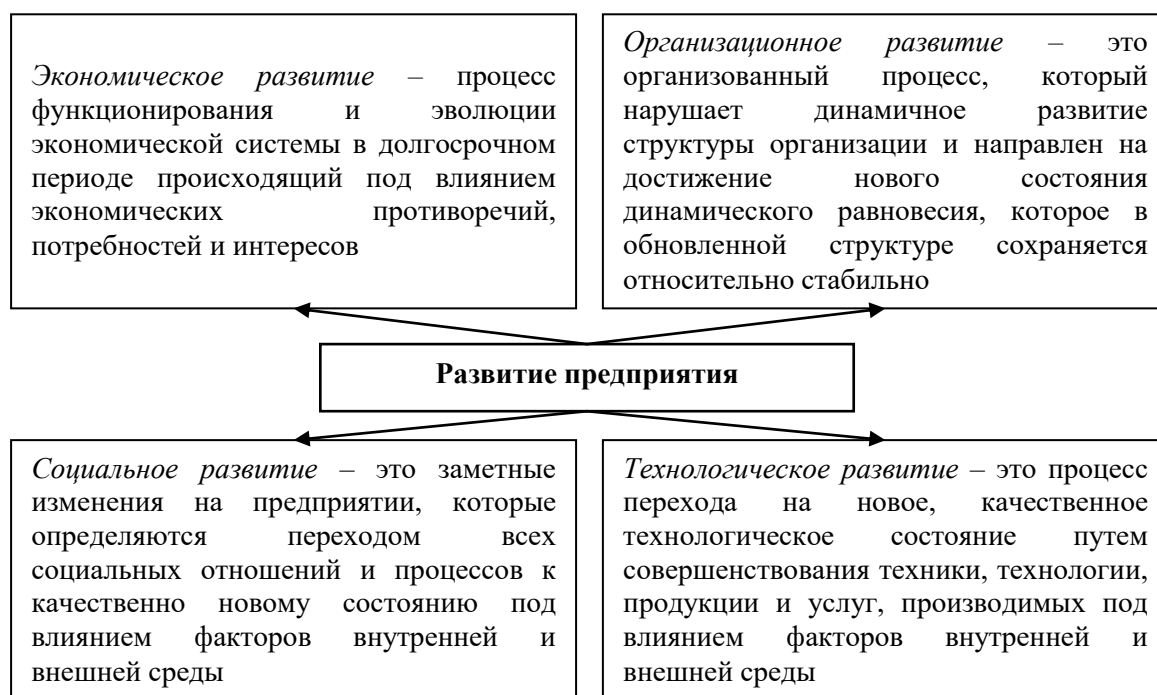 Экономическое развитие – процесс
функционирования и эволюции
экономической системы в долгосрочном
периоде происходящий под влиянием
экономических противоречий,
потребностей и интересов
Организационное развитие – это
организованный процесс, который
нарушает динамичное развитие
структуры организации и направлен на
достижение нового состояния
динамического равновесия, которое в
обновленной структуре сохраняется
относительно стабильно
Развитие предприятия
Социальное развитие – это заметные
изменения на предприятии, которые
определяются переходом всех
социальных отношений и процессов к
качественно новому состоянию под
влиянием факторов внутренней и
внешней среды
Технологическое развитие – это процесс
перехода на новое, качественное
технологическое состояние путем
совершенствования техники, технологии,
продукции и услуг, производимых под
влиянием факторов внутренней и
внешней среды